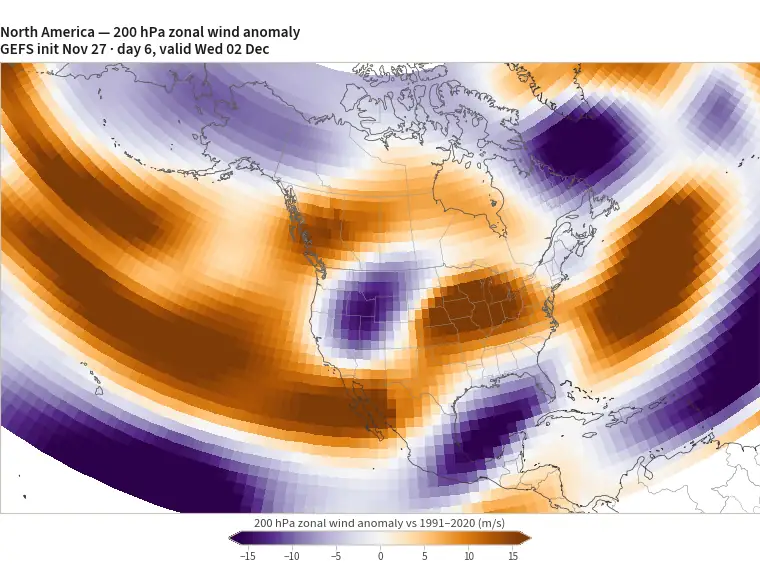 North America — 200 hPa zonal wind anomaly
GEFS init Nov 27 · day 6, valid Wed 02 Dec
200 hPa zonal wind anomaly vs 1991–2020 (m/s)
−15 −10 −5 0 5 10 15